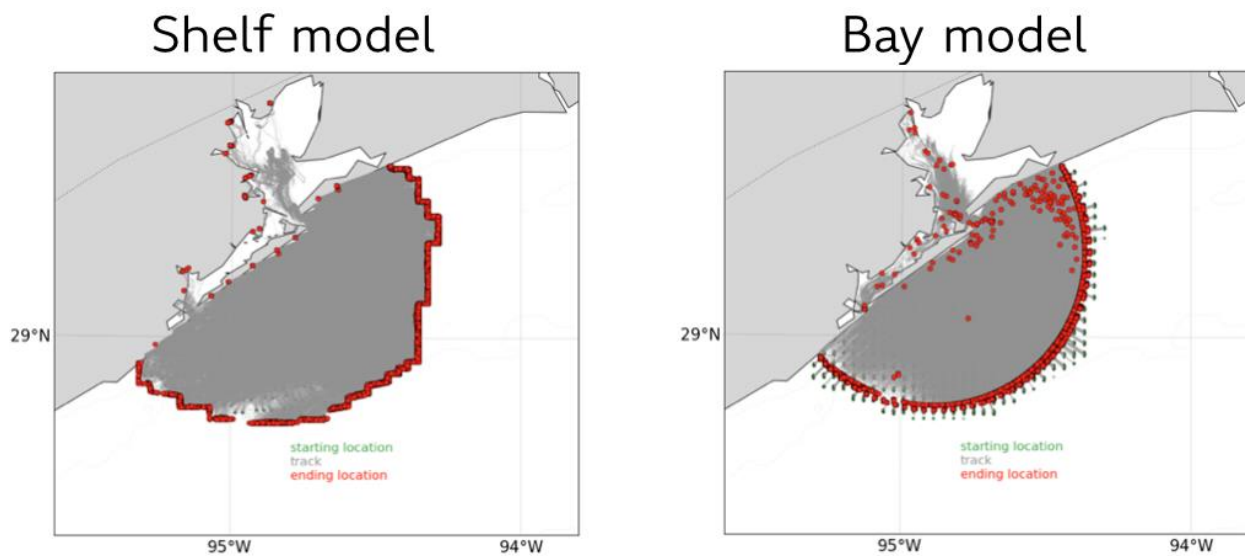 Shelf model
Bay model
29°N
starting location
track
ending location
95°W
94°W
29°N
starting location
track
ending location
95°W
94°W